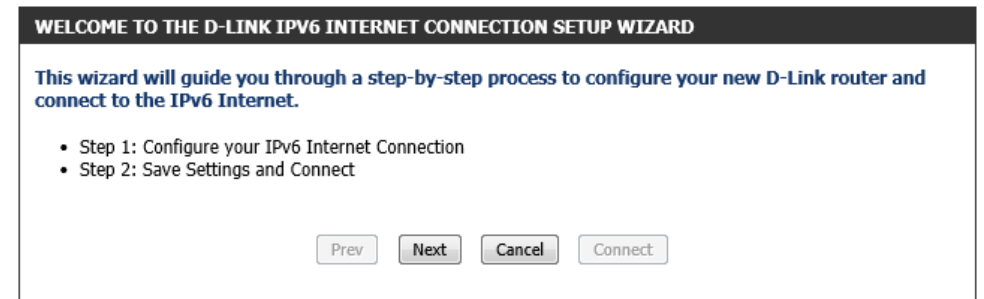 WELCOME TO THE D-LINK IPV6 INTERNET CONNECTION SETUP WIZARD
This wizard will guide you through a step-by-step process to configure your new D-Link router and
connect to the IPv6 Internet.
• Step 1: Configure your IPv6 Internet Connection
• Step 2: Save Settings and Connect
Prev Next Cancel Connect